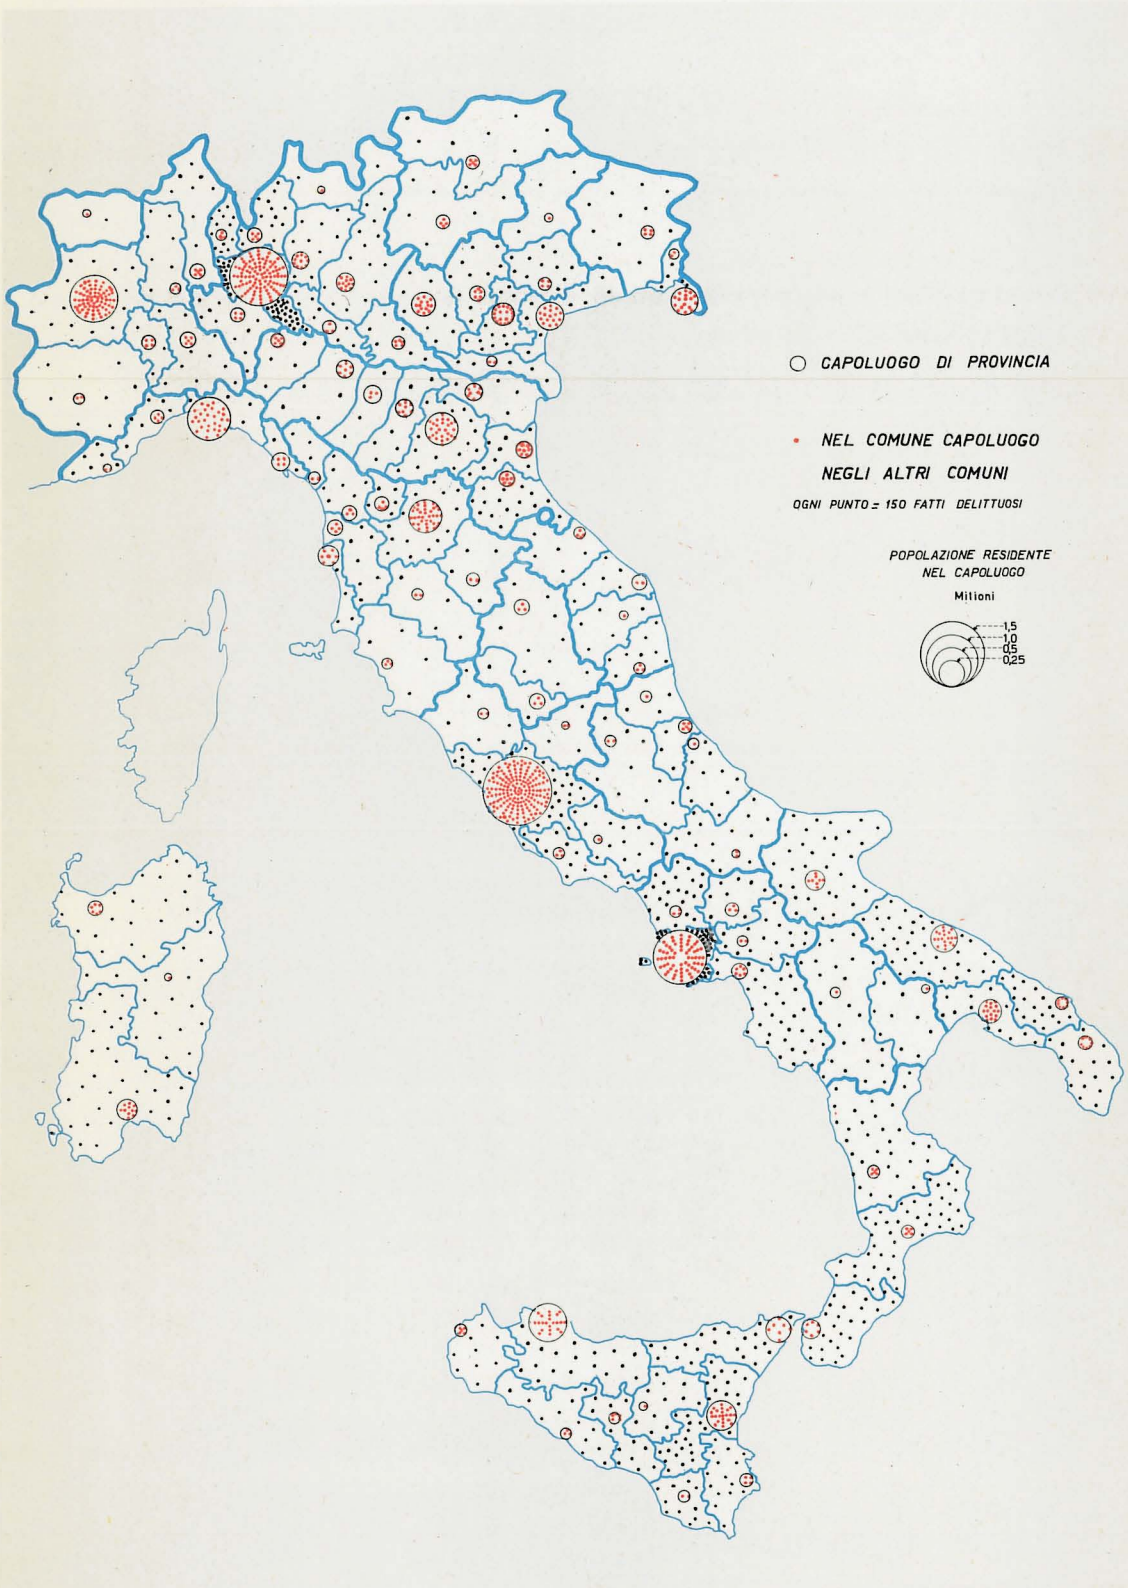 CAPOLUOGO DI PROVINCIA
NEL COMUNE CAPOLUOGO
NEGLI ALTRI COMUNI
OGNI PUNTO = 150 FATTI DELITTUOSI
POPOLAZIONE RESIDENTE
NEL CAPOLUOGO
Milioni
1,5
1,0
0,5
0,25